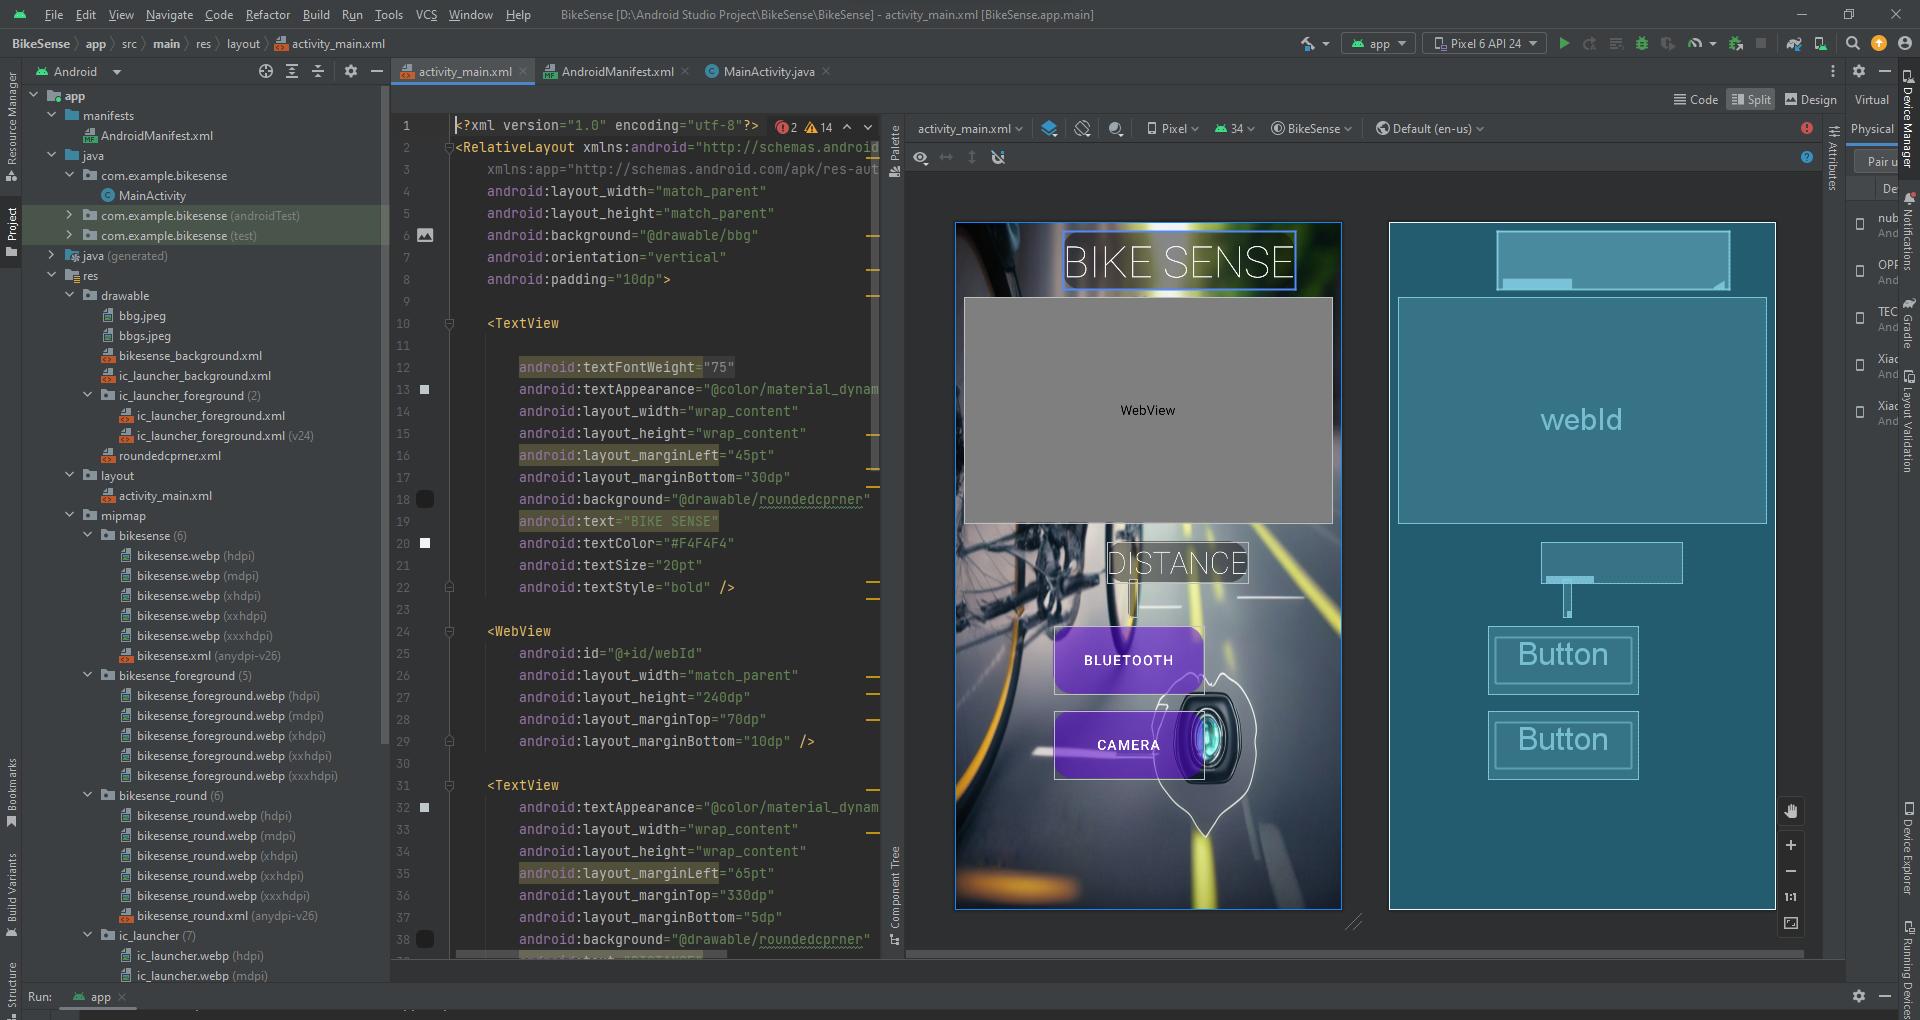 File Edit View Navigate Code Refactor Build Run Tools VCS Window Help BikeSense [D:\Android Studio Project\BikeSense\BikeSense] - activity_main.xml [BikeSense.app.main]
BikeSense app src main res layout activity_main.xml
app Pixel 6 API 24
Android
activity_main.xml AndroidManifest.xml MainActivity.java
Code Split Design
Virtual
Physical
Pair u
De
nub
And
OPP
And
TEC
And
Xiao
And
Xiao
And
Resource Manager
Project
Bookmarks
Build Variants
Structure
app
manifests
AndroidManifest.xml
java
com.example.bikesense
MainActivity
com.example.bikesense (androidTest)
com.example.bikesense (test)
java (generated)
res
drawable
bbg.jpeg
bbgs.jpeg
bikesense_background.xml
ic_launcher_background.xml
ic_launcher_foreground (2)
ic_launcher_foreground.xml
ic_launcher_foreground.xml (v24)
roundedcprner.xml
layout
activity_main.xml
mipmap
bikesense (6)
bikesense.webp (hdpi)
bikesense.webp (mdpi)
bikesense.webp (xhdpi)
bikesense.webp (xxhdpi)
bikesense.webp (xxxhdpi)
bikesense.xml (anydpi-v26)
bikesense_foreground (5)
bikesense_foreground.webp (hdpi)
bikesense_foreground.webp (mdpi)
bikesense_foreground.webp (xhdpi)
bikesense_foreground.webp (xxhdpi)
bikesense_foreground.webp (xxxhdpi)
bikesense_round (6)
bikesense_round.webp (hdpi)
bikesense_round.webp (mdpi)
bikesense_round.webp (xhdpi)
bikesense_round.webp (xxhdpi)
bikesense_round.webp (xxxhdpi)
bikesense_round.xml (anydpi-v26)
ic_launcher (7)
ic_launcher.webp (hdpi)
ic_launcher.webp (mdpi)
2 14
1 <?xml version="1.0" encoding="utf-8"?>
2 <RelativeLayout xmlns:android="http://schemas.android
3 xmlns:app="http://schemas.android.com/apk/res-aut
4 android:layout_width="match_parent"
5 android:layout_height="match_parent"
6 android:background="@drawable/bbg"
7 android:orientation="vertical"
8 android:padding="10dp">
9
10 <TextView
11
12 android:textFontWeight="75"
13 android:textAppearance="@color/material_dynam
14 android:layout_width="wrap_content"
15 android:layout_height="wrap_content"
16 android:layout_marginLeft="45pt"
17 android:layout_marginBottom="30dp"
18 android:background="@drawable/roundedcprner"
19 android:text="BIKE SENSE"
20 android:textColor="#F4F4F4"
21 android:textSize="20pt"
22 android:textStyle="bold" />
23
24 <WebView
25 android:id="@+id/webId"
26 android:layout_width="match_parent"
27 android:layout_height="240dp"
28 android:layout_marginTop="70dp"
29 android:layout_marginBottom="10dp" />
30
31 <TextView
32 android:textAppearance="@color/material_dynam
33 android:layout_width="wrap_content"
34 android:layout_height="wrap_content"
35 android:layout_marginLeft="65pt"
36 android:layout_marginTop="330dp"
37 android:layout_marginBottom="5dp"
38 android:background="@drawable/roundedcprner"
Palette
Component Tree
activity_main.xml Pixel 34 BikeSense Default (en-us)
BIKE SENSE
WebView
DISTANCE
BLUETOOTH
CAMERA
webId
Button
Button
1:1
Attributes
Device Manager
Notifications
Gradle
Layout Validation
Device Explorer
Running Devices
Run: app